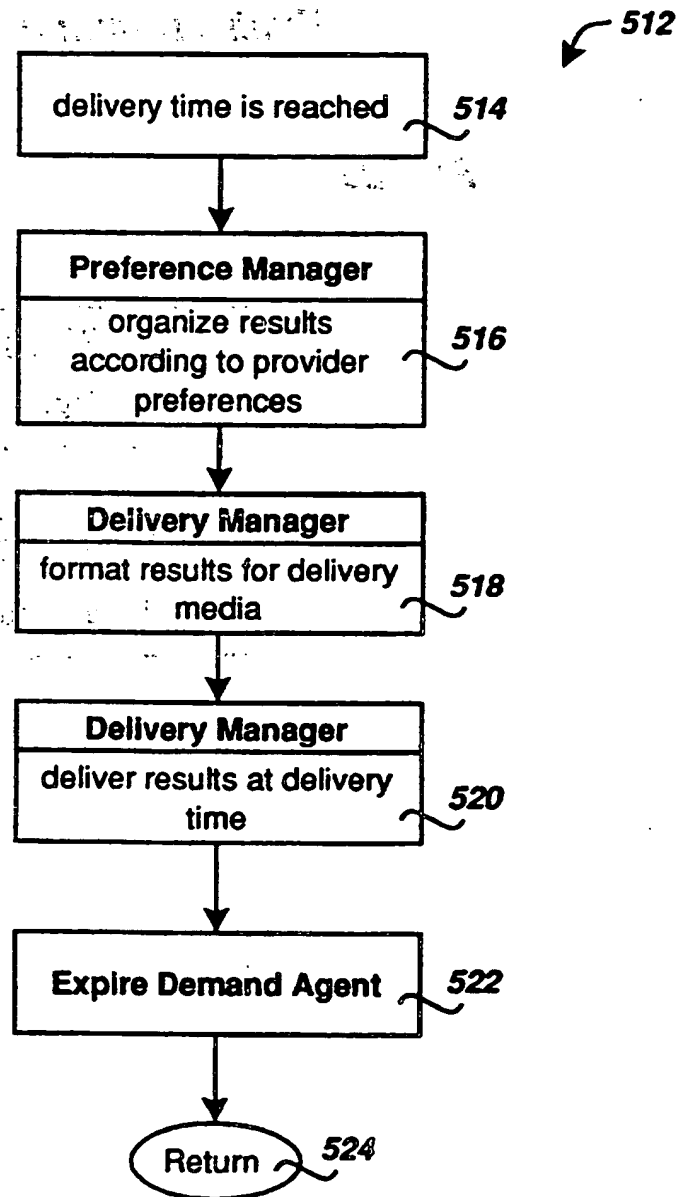 512
delivery time is reached
514
Preference Manager
organize results
according to provider
preferences
516
Delivery Manager
format results for delivery
media
518
Delivery Manager
deliver results at delivery
time
520
Expire Demand Agent
522
Return
524